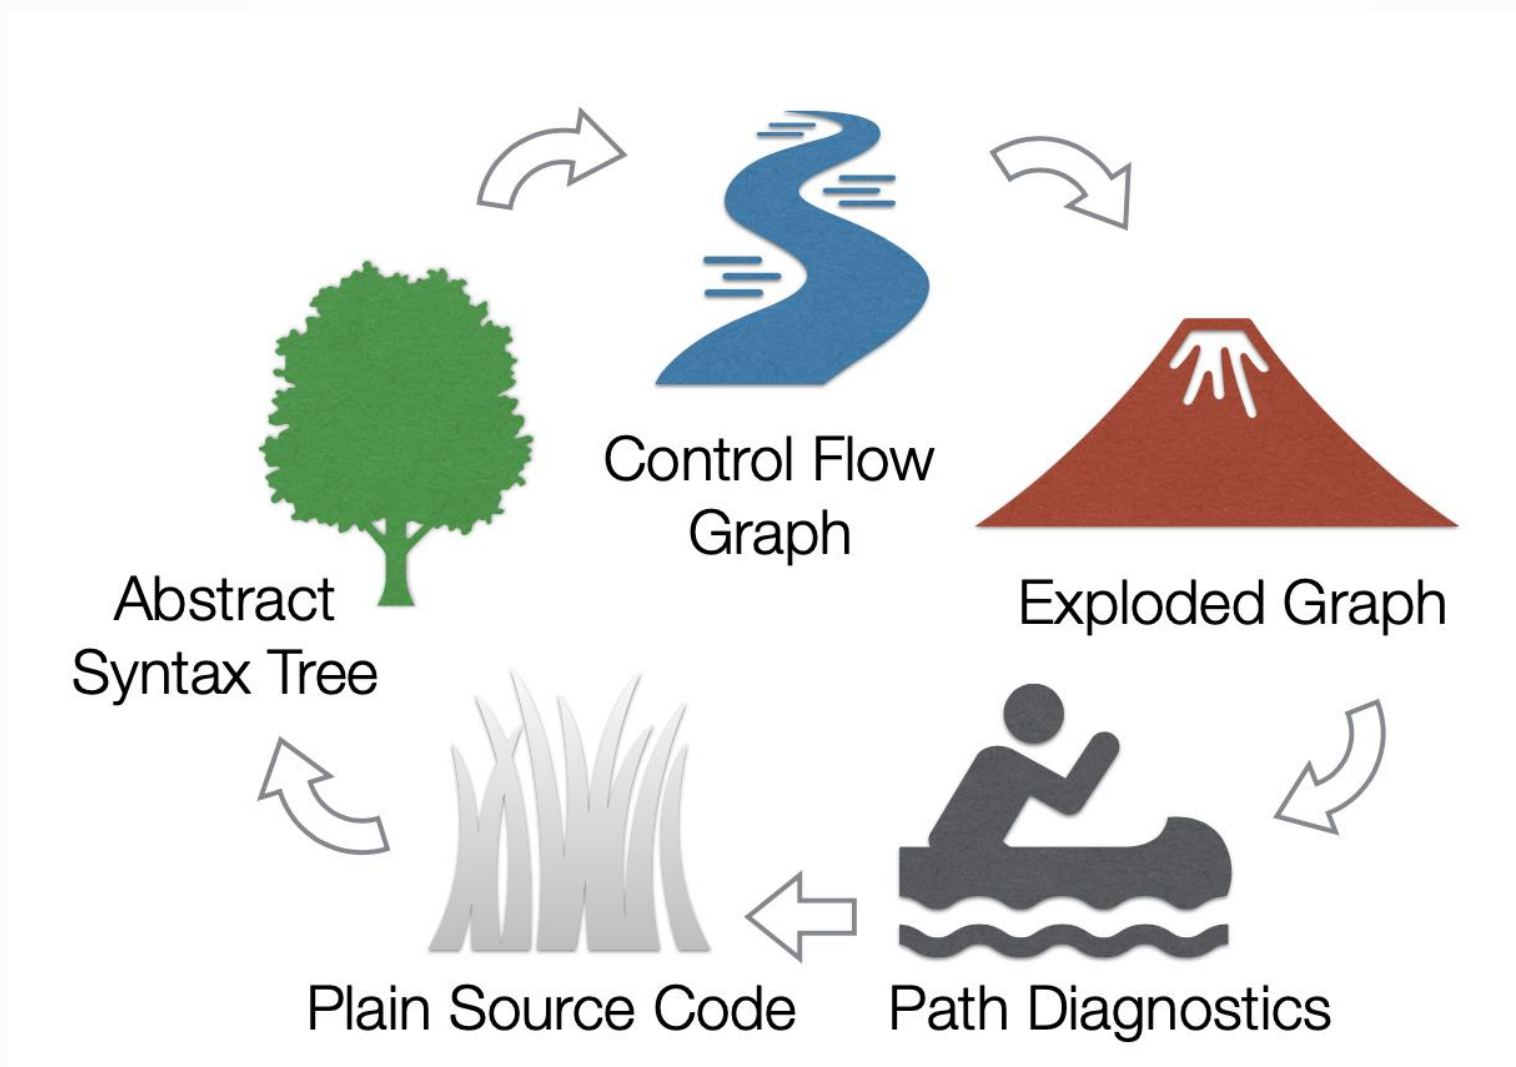 Control Flow
Graph
Abstract
Syntax Tree
Exploded Graph
Plain Source Code
Path Diagnostics